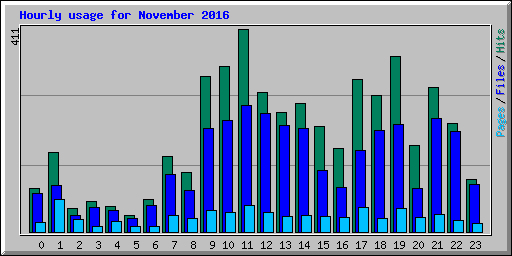 Hourly usage for November 2016
411
Pages/Files/Hits
0 1 2 3 4 5 6 7 8 9 10 11 12 13 14 15 16 17 18 19 20 21 22 23